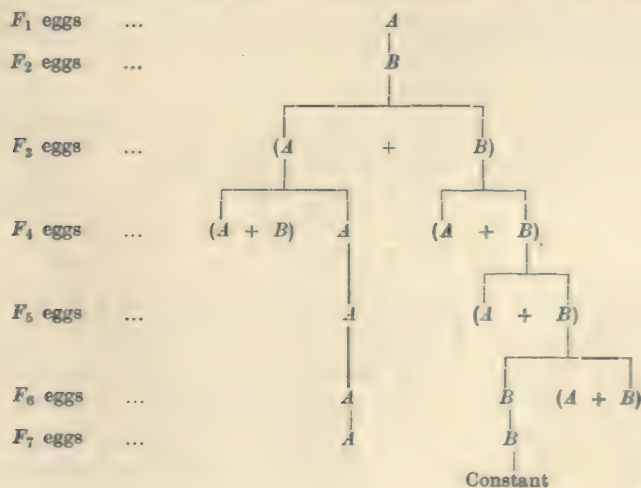 F₁ eggs ... A
F₂ eggs ... B
F₃ eggs ... (A + B)
F₄ eggs ... (A + B) A (A + B)
F₅ eggs ... A (A + B)
F₆ eggs ... A B (A + B)
F₇ eggs ... A B
Constant